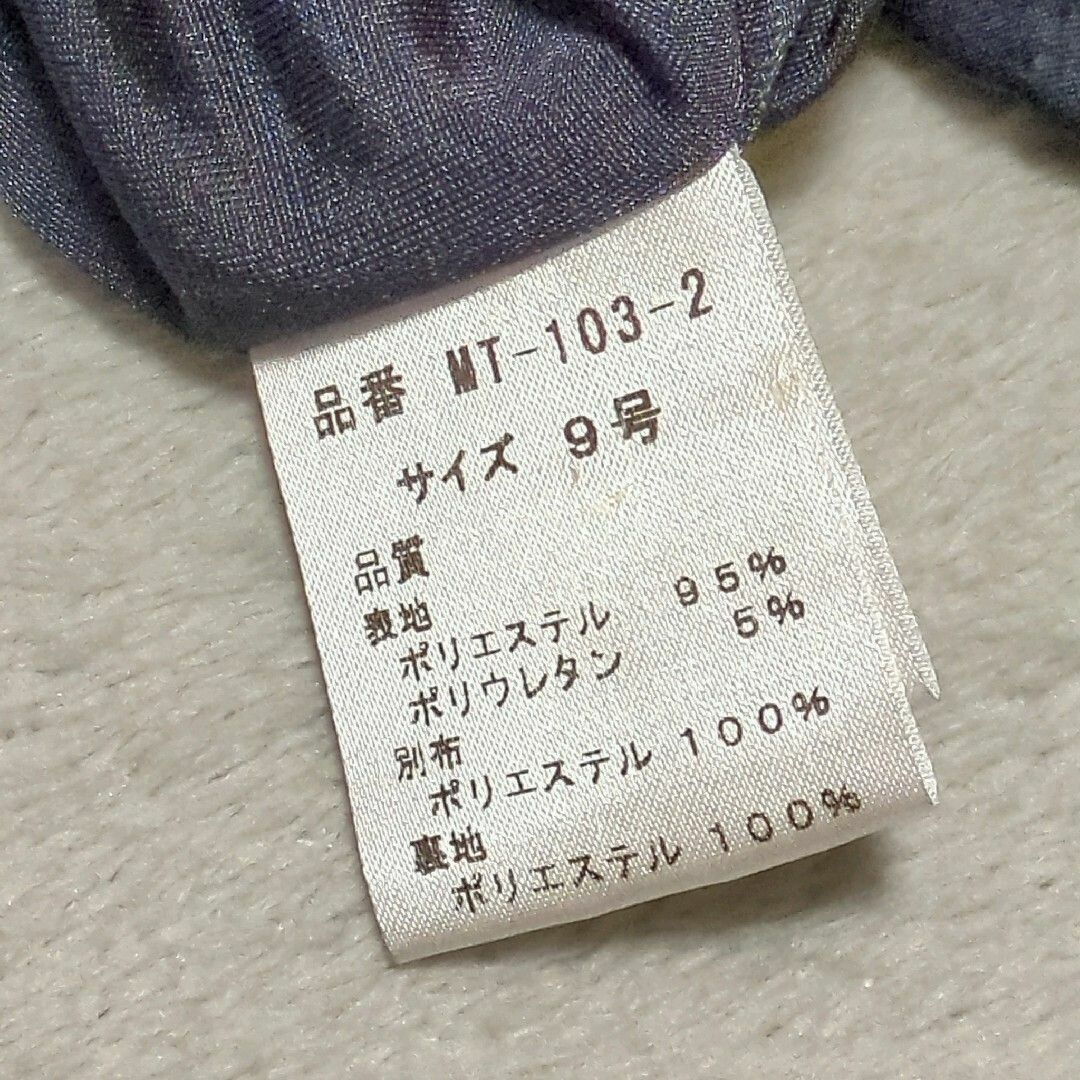 品番 MT-103-2
サイズ 9号
品質
表地
ポリエステル 95%
ポリウレタン 5%
別布
ポリエステル 100%
裏地
ポリエステル 100%